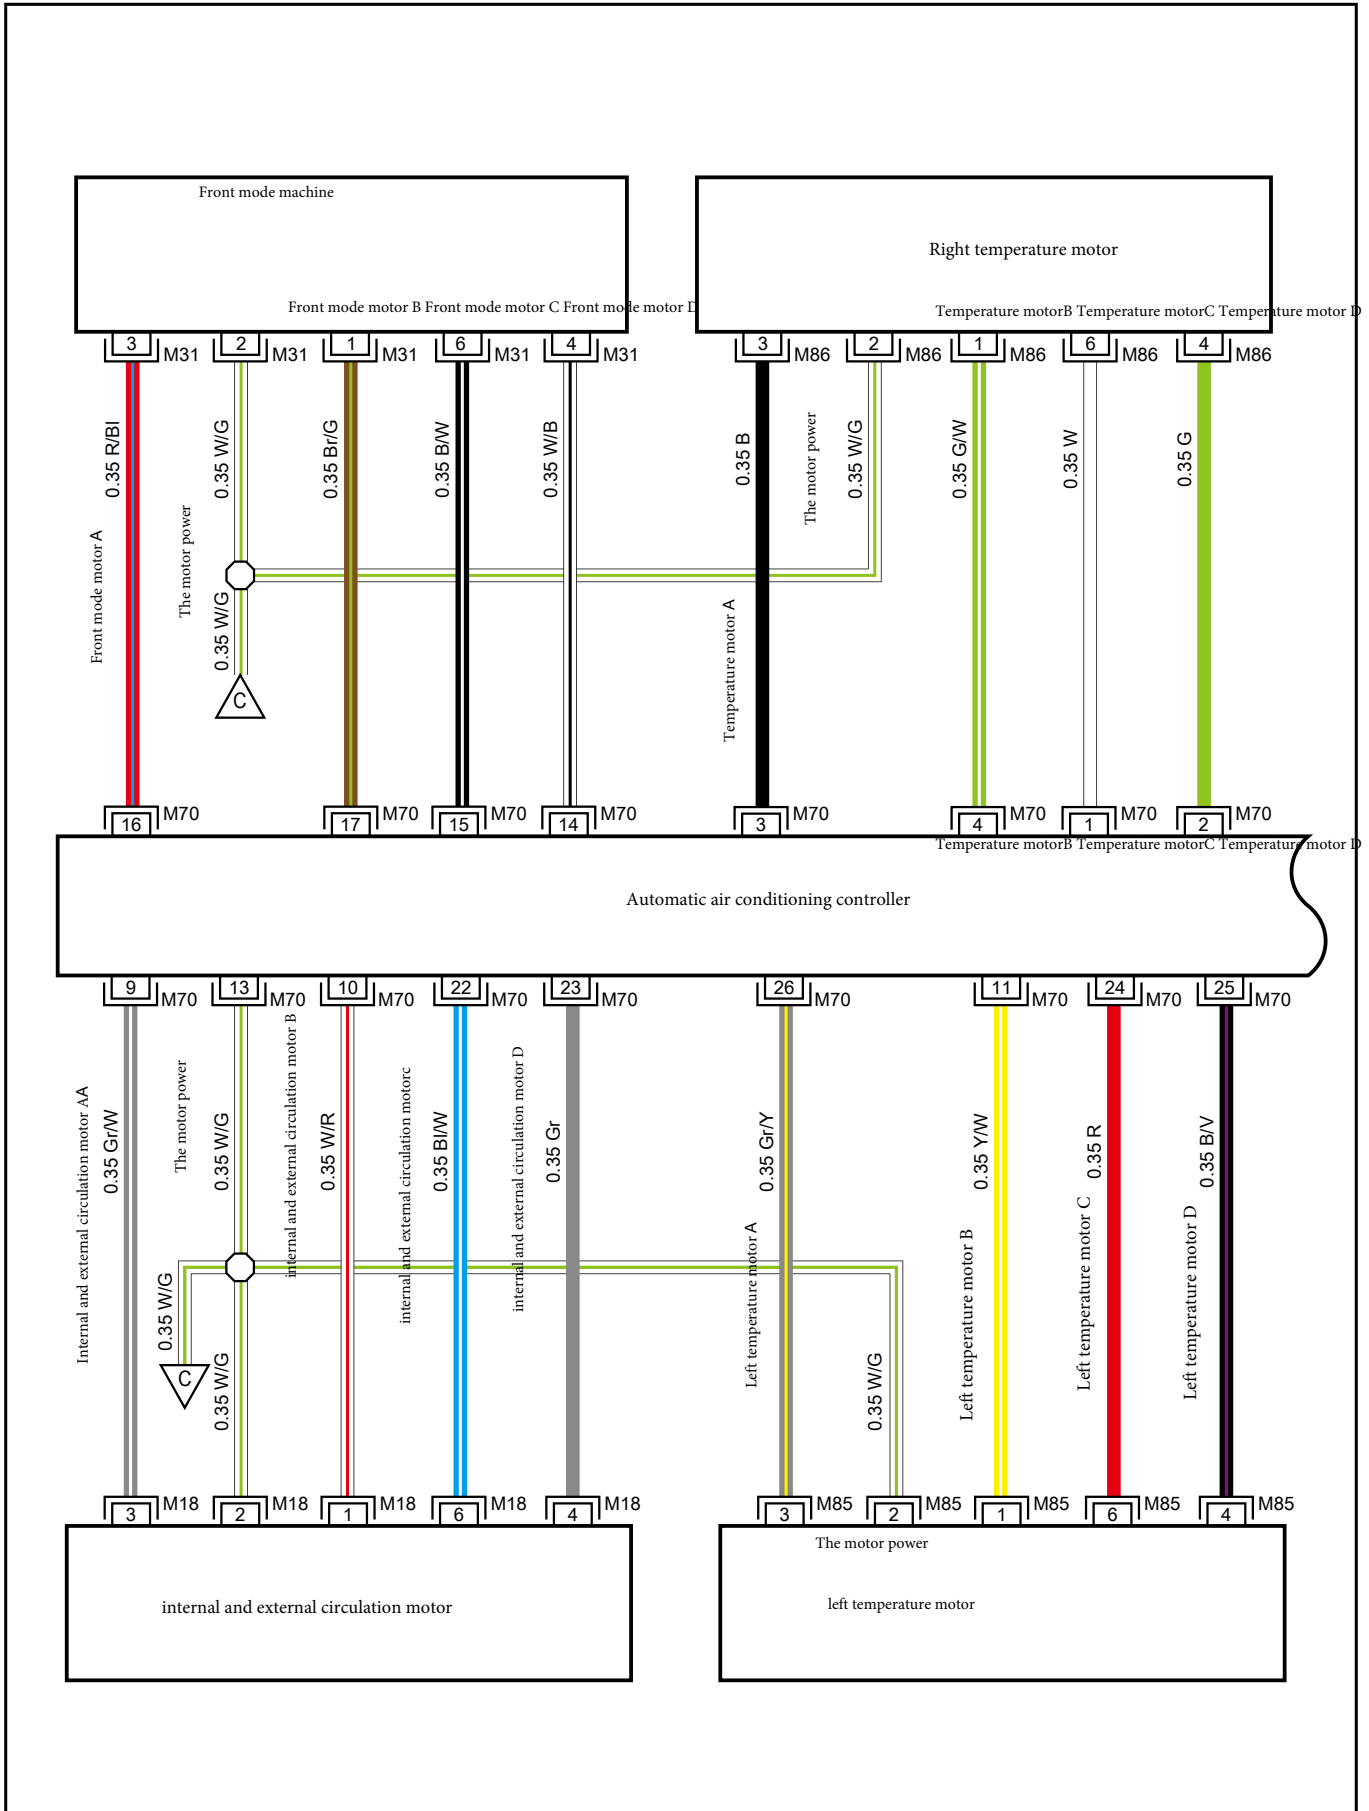 Front mode machine
Right temperature motor
Front mode motor B Front mode motor C Front mode motor D
Temperature motorB Temperature motorC Temperature motor D
3 M31 2 M31 1 M31 6 M31 4 M31 3 M86 2 M86 1 M86 6 M86 4 M86
0.35 R/Bl
0.35 W/G
0.35 Br/G
0.35 B/W
0.35 W/B
0.35 B
The motor power
0.35 W/G
0.35 G/W
0.35 W
0.35 G
Front mode motor A
The motor power
0.35 W/G
Temperature motor A
C
16 M70 17 M70 15 M70 14 M70 3 M70 4 M70 1 M70 2 M70
Temperature motorB Temperature motorC Temperature motor D
Automatic air conditioning controller
9 M70 13 M70 10 M70 22 M70 23 M70 26 M70 11 M70 24 M70 25 M70
Internal and external circulation motor AA
0.35 Gr/W
The motor power
0.35 W/G
internal and external circulation motor B
0.35 W/R
internal and external circulation motorc
0.35 Bl/W
internal and external circulation motor D
0.35 Gr
Left temperature motor A
0.35 Gr/Y
Left temperature motor B
0.35 Y/W
Left temperature motor C
0.35 R
Left temperature motor D
0.35 B/V
0.35 W/G
C
0.35 W/G
0.35 W/G
3 M18 2 M18 1 M18 6 M18 4 M18 3 M85 2 M85 1 M85 6 M85 4 M85
The motor power
internal and external circulation motor
left temperature motor